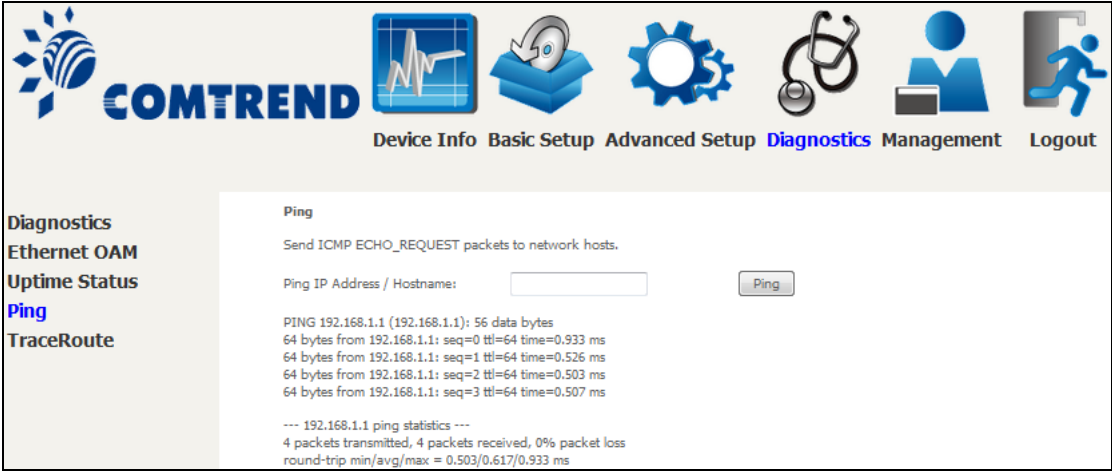 COMTREND
Device Info Basic Setup Advanced Setup Diagnostics Management Logout
Diagnostics
Ethernet OAM
Uptime Status
Ping
TraceRoute
Ping
Send ICMP ECHO_REQUEST packets to network hosts.
Ping IP Address / Hostname: Ping
PING 192.168.1.1 (192.168.1.1): 56 data bytes
64 bytes from 192.168.1.1: seq=0 ttl=64 time=0.933 ms
64 bytes from 192.168.1.1: seq=1 ttl=64 time=0.526 ms
64 bytes from 192.168.1.1: seq=2 ttl=64 time=0.503 ms
64 bytes from 192.168.1.1: seq=3 ttl=64 time=0.507 ms
--- 192.168.1.1 ping statistics ---
4 packets transmitted, 4 packets received, 0% packet loss
round-trip min/avg/max = 0.503/0.617/0.933 ms